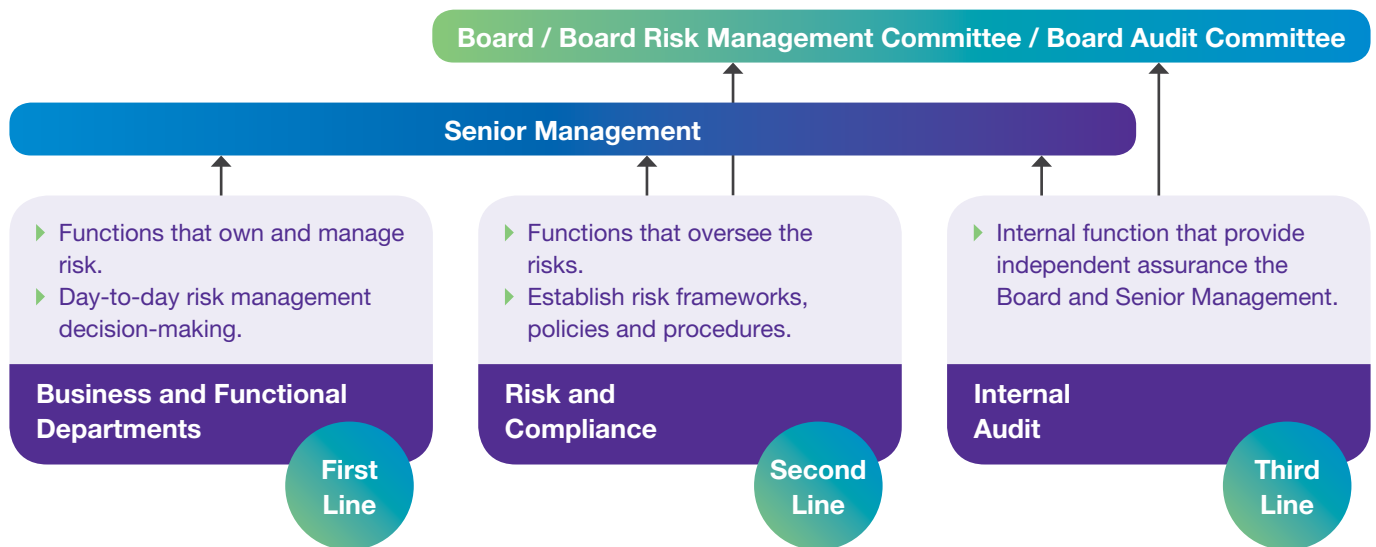 Board / Board Risk Management Committee / Board Audit Committee
Senior Management
Functions that own and manage
risk.
Day-to-day risk management
decision-making.
Business and Functional
Departments
First
Line
Functions that oversee the
risks.
Establish risk frameworks,
policies and procedures.
Risk and
Compliance
Second
Line
Internal function that provide
independent assurance the
Board and Senior Management.
Internal
Audit
Third
Line